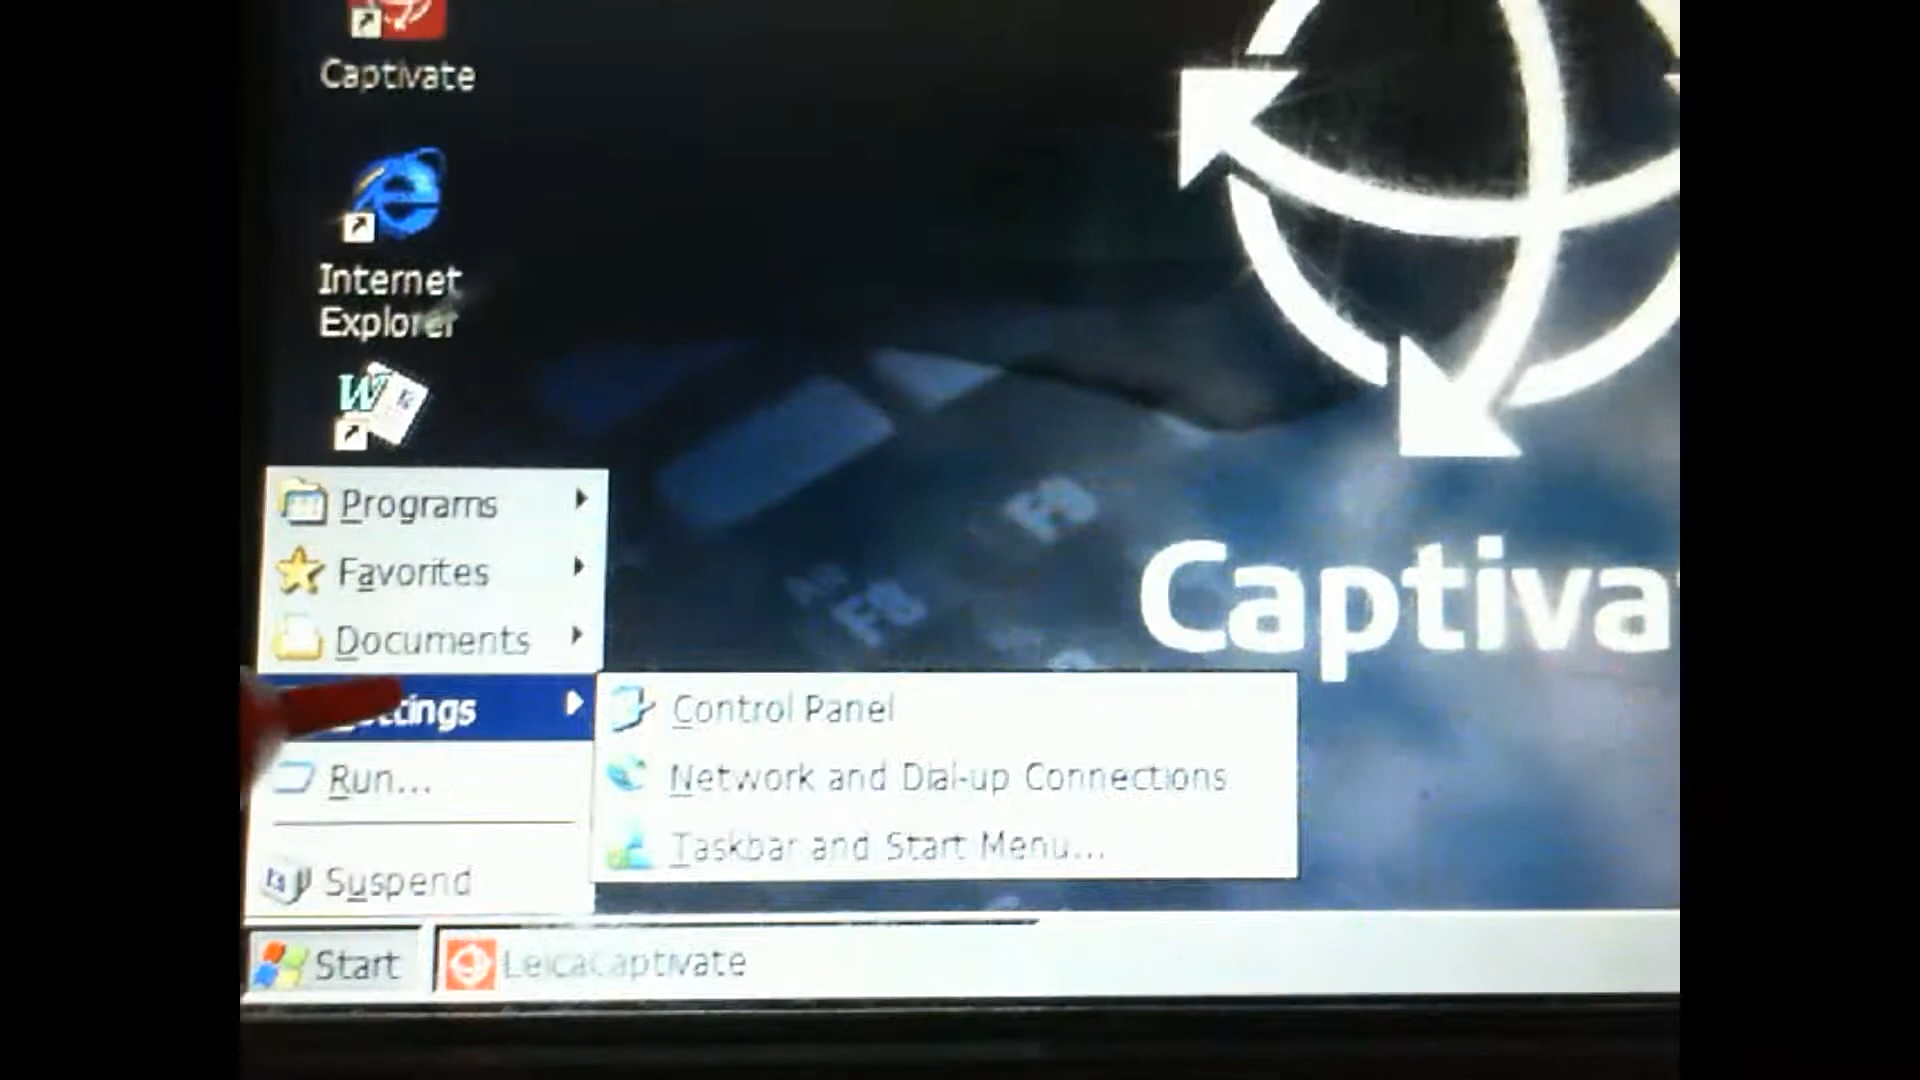 Captivate
Internet
Explorer
Programs
Favorites
Documents
Settings
Control Panel
Run...
Network and Dial-up Connections
Taskbar and Start Menu...
Suspend
Captiva
Start
LeicaCaptivate